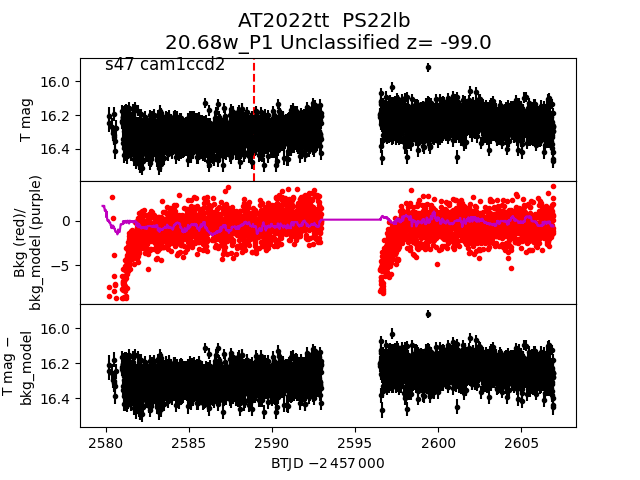 AT2022tt  PS22lb
20.68w_P1 Unclassified z= -99.0
s47 cam1ccd2
T mag
16.0
16.2
16.4
Bkg (red)/
bkg_model (purple)
0
−5
T mag −
bkg_model
16.0
16.2
16.4
2580 2585 2590 2595 2600 2605
BTJD −2 457 000